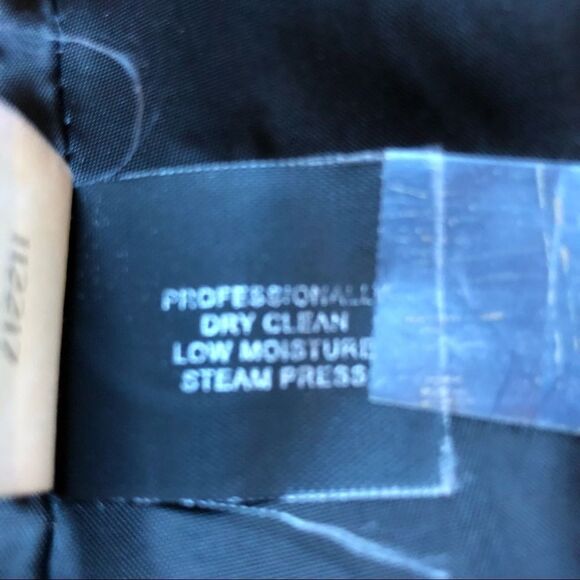 PROFESSIONALLY
DRY CLEAN
LOW MOISTURE
STEAM PRESS